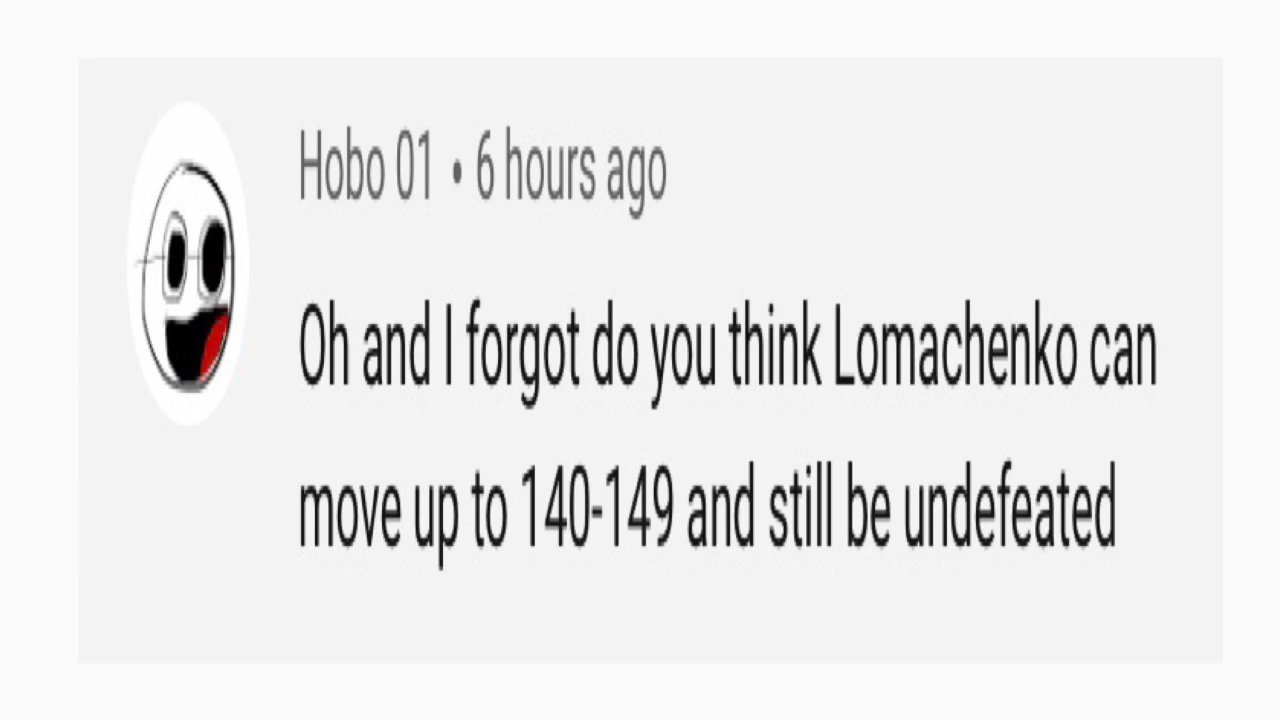 Hobo 01 • 6 hours ago
Oh and I forgot do you think Lomachenko can
move up to 140-149 and still be undefeated